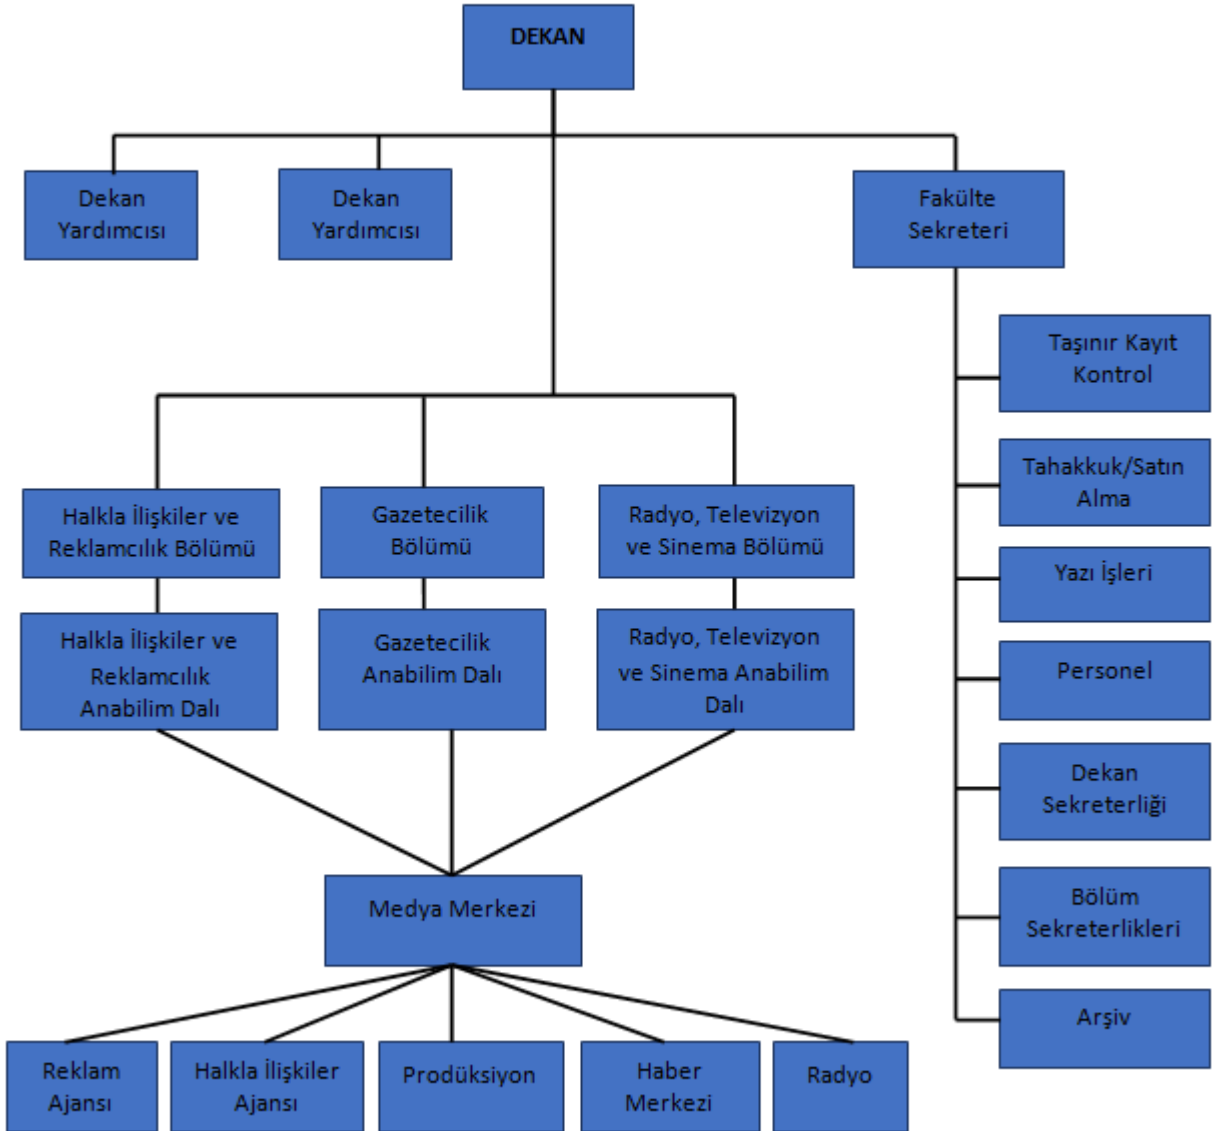 DEKAN
Dekan
Yardımcısı
Dekan
Yardımcısı
Fakülte
Sekreteri
Taşınır Kayıt
Kontrol
Tahakkuk/Satın
Alma
Yazı İşleri
Personel
Dekan
Sekreterliği
Bölüm
Sekreterlikleri
Arşiv
Halkla İlişkiler ve
Reklamcılık Bölümü
Gazetecilik
Bölümü
Radyo, Televizyon
ve Sinema Bölümü
Halkla İlişkiler ve
Reklamcılık
Anabilim Dalı
Gazetecilik
Anabilim Dalı
Radyo, Televizyon
ve Sinema Anabilim
Dalı
Medya Merkezi
Reklam
Ajansı
Halkla İlişkiler
Ajansı
Prodüksiyon
Haber
Merkezi
Radyo